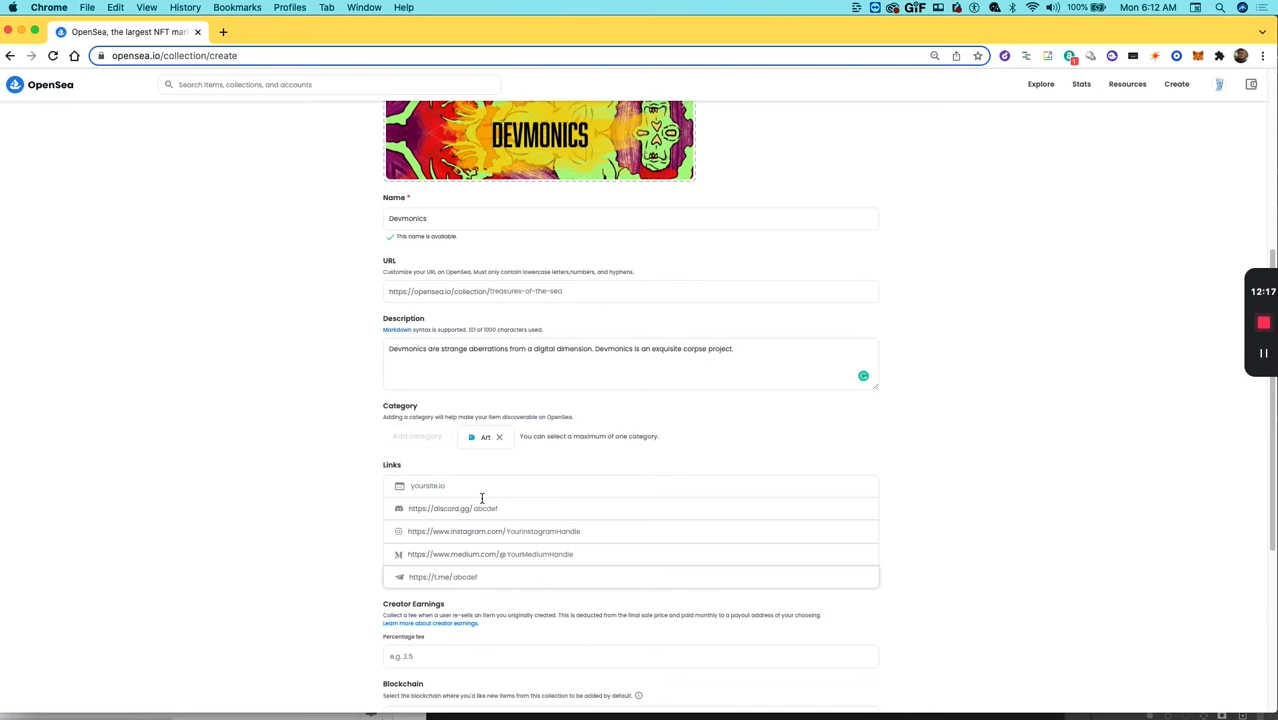 Chrome File Edit View History Bookmarks Profiles Tab Window Help GiF 100% Mon 6:12 AM
OpenSea, the largest NFT mar
opensea.io/collection/create
OpenSea
Search items, collections, and accounts
Explore Stats Resources Create
DEVMONICS
Name *
Devmonics
This name is available.
URL
Customize your URL on OpenSea. Must only contain lowercase letters,numbers, and hyphens.
https://opensea.io/collection/treasures-of-the-sea
Description
Markdown syntax is supported. 101 of 1000 characters used.
Devmonics are strange aberrations from a digital dimension. Devmonics is an exquisite corpse project.
Category
Adding a category will help make your item discoverable on OpenSea.
Add category Art You can select a maximum of one category.
Links
yoursite.io
https://discord.gg/ abcdef
https://www.instagram.com/ YourInstagramHandle
https://www.medium.com/@ YourMediumHandle
https://t.me/ abcdef
Creator Earnings
Collect a fee when a user re-sells an item you originally created. This is deducted from the final sale price and paid monthly to a payout address of your choosing.
Learn more about creator earnings.
Percentage fee
e.g. 2.5
Blockchain
Select the blockchain where you'd like new items from this collection to be added by default.
12:17